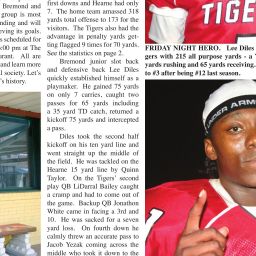 Bremond and
group is most
nding and will
eving its goals.
s scheduled for
:00 pm at The
urant. All are
and learn more
l society. Let's
's history.
first downs and Hearne had only
7. The home team amassed 318
yards total offense to 173 for the
visitors. The Tigers also had the
advantage in penalty yards get-
ting flagged 9 times for 70 yards.
See the statistics on page 2.
Bremond junior slot back
and defensive back Lee Diles
quickly established himself as a
playmaker. He gained 75 yards
on only 7 carries, caught two
passes for 65 yards including
a 35 yard TD catch, returned a
kickoff 75 yards and intercepted
a pass.
Diles took the second half
kickoff on his ten yard line and
went straight up the middle of
the field. He was tackled on the
Hearne 15 yard line by Quinn
Taylor. On the Tigers' second
play QB LiDarral Bailey caught
a cramp and had to come out of
the game. Backup QB Jonathon
White came in facing a 3rd and
10. He was sacked for a seven
yard loss. On fourth down he
calmly threw an accurate pass to
Jacob Yezak coming across the
middle who took it down to the
TIGE
FRIDAY NIGHT HERO. Lee Diles
gers with 215 all purpose yards - a
yards rushing and 65 yards receiving.
to #3 after being #12 last season.
UNDER ARMOUR